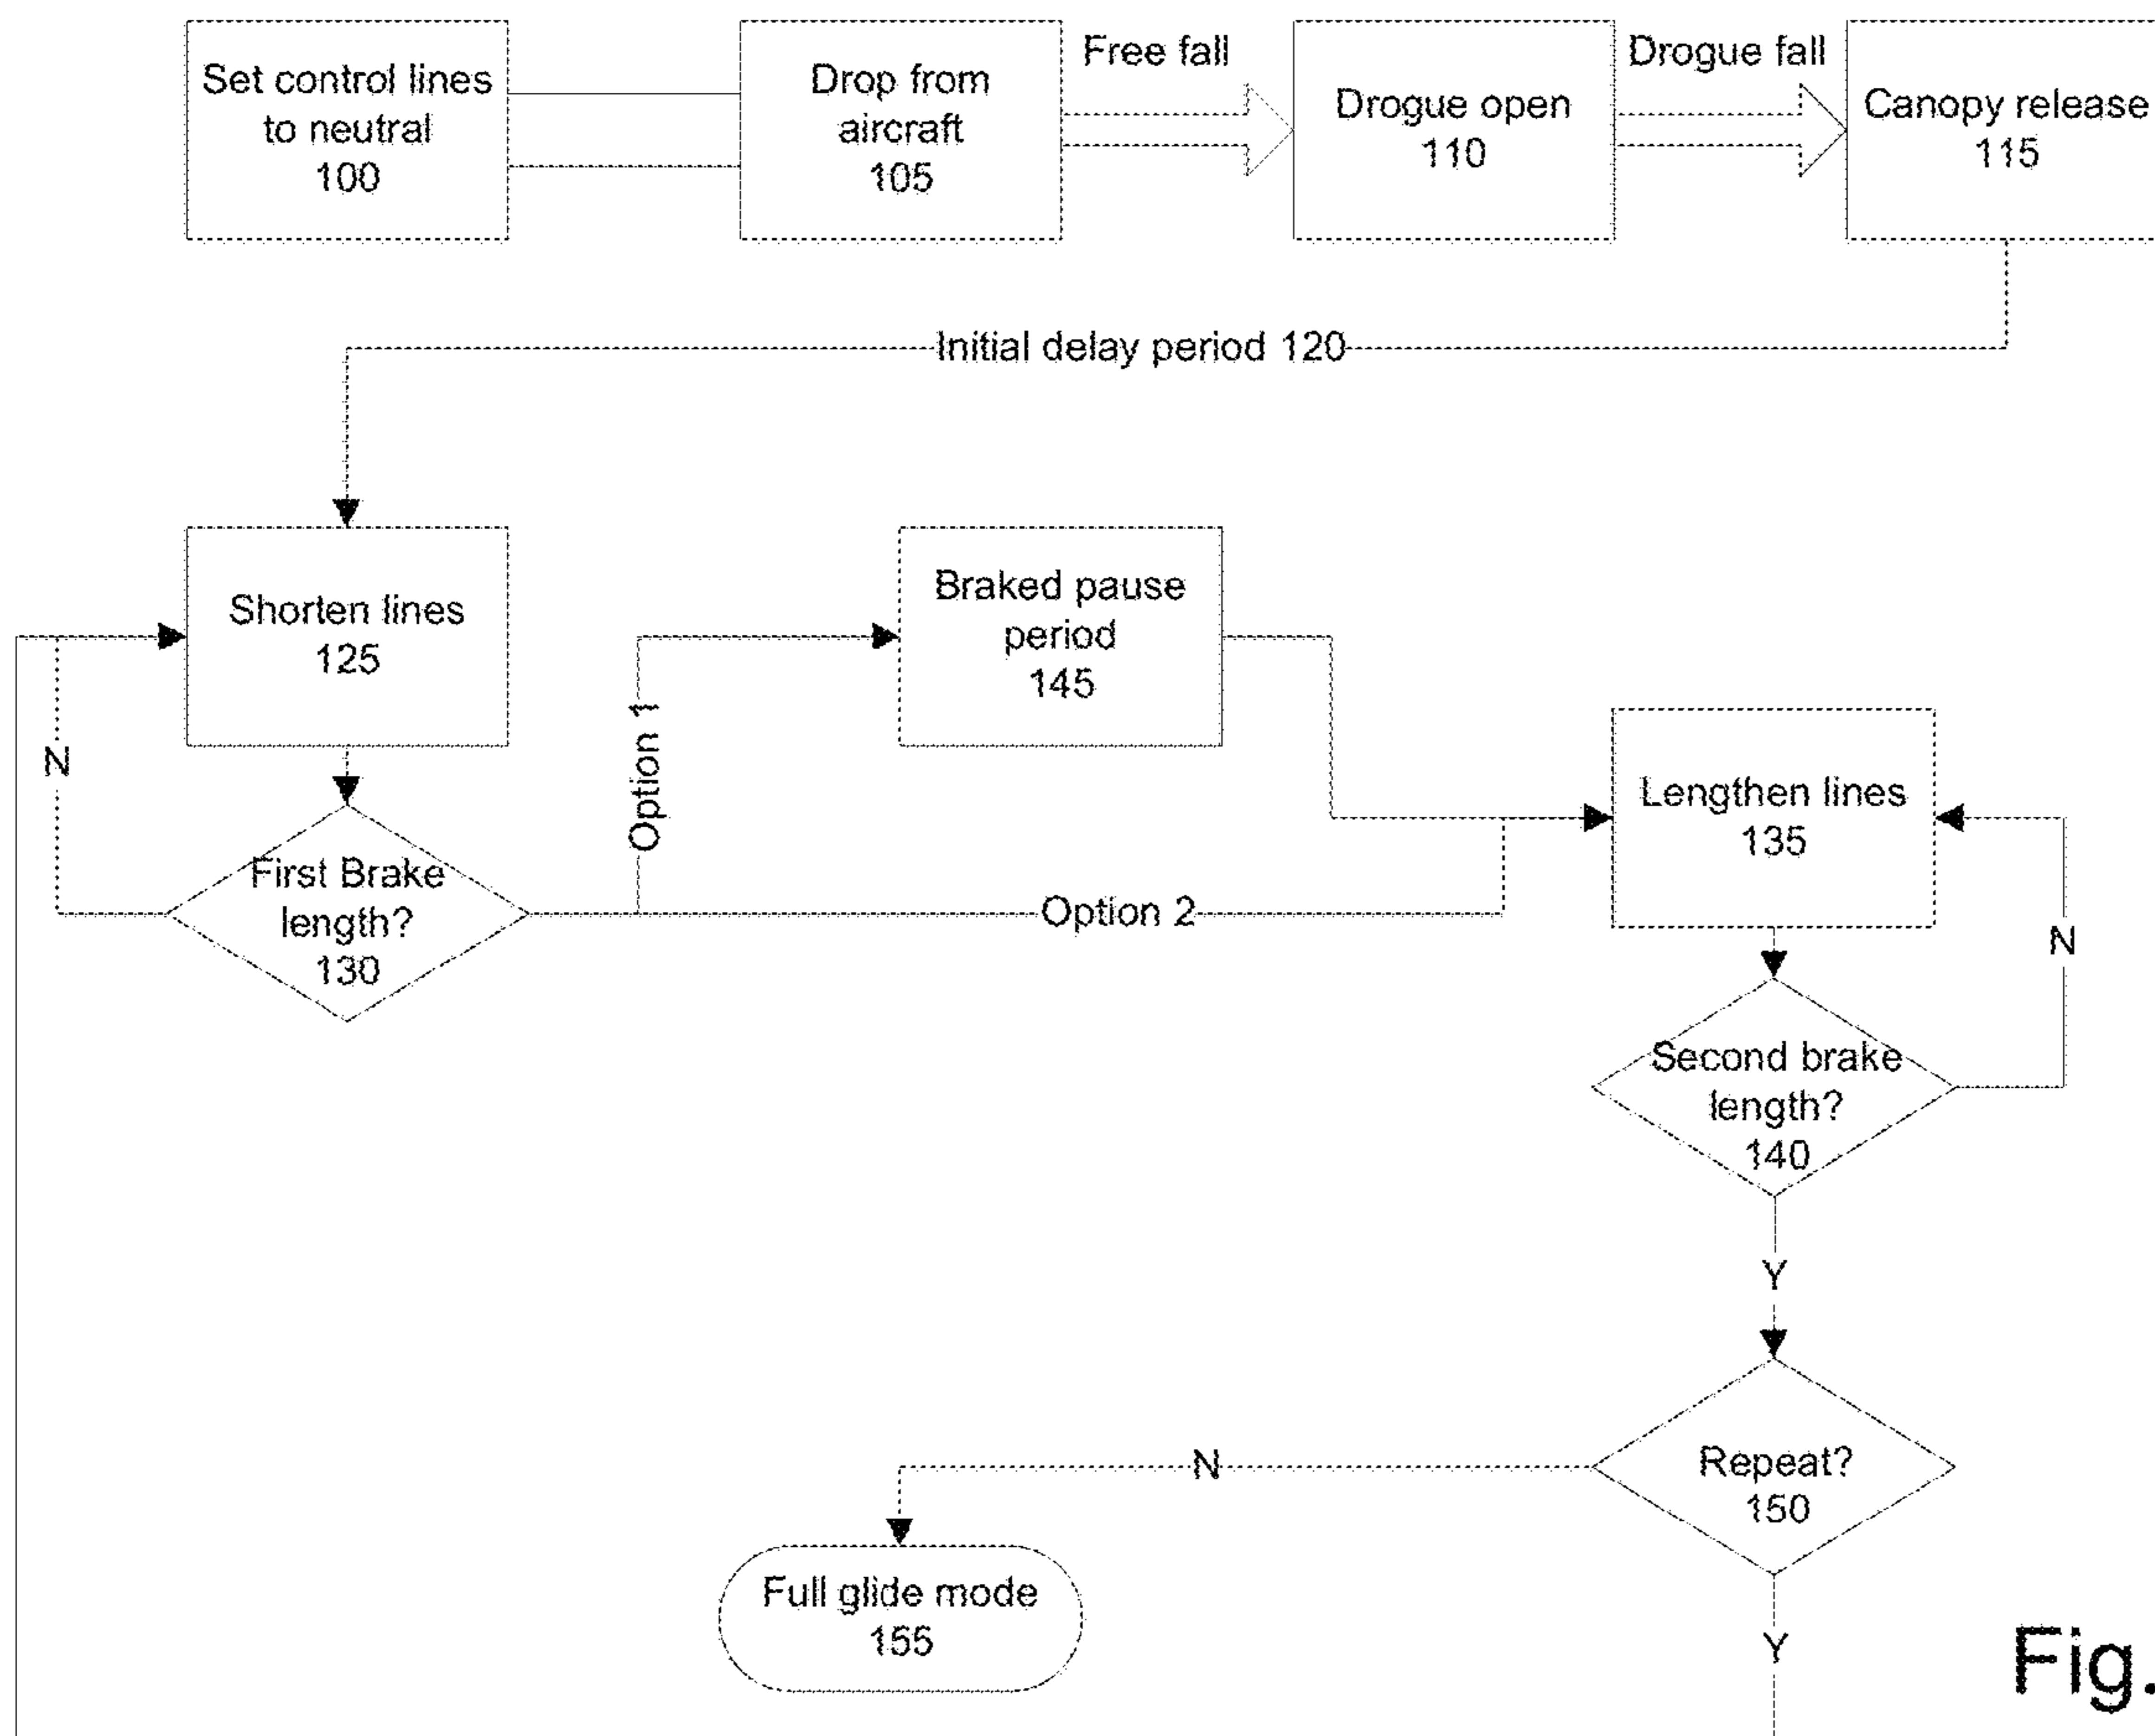 Set control lines
to neutral
100
Drop from
aircraft
105
Free fall
Drogue open
110
Drogue fall
Canopy release
115
Initial delay period 120
Shorten lines
125
N
First Brake
length?
130
Option 1
Braked pause
period
145
Option 2
Lengthen lines
135
N
Second brake
length?
140
Y
Repeat?
150
N
Full glide mode
155
Y
Fig.